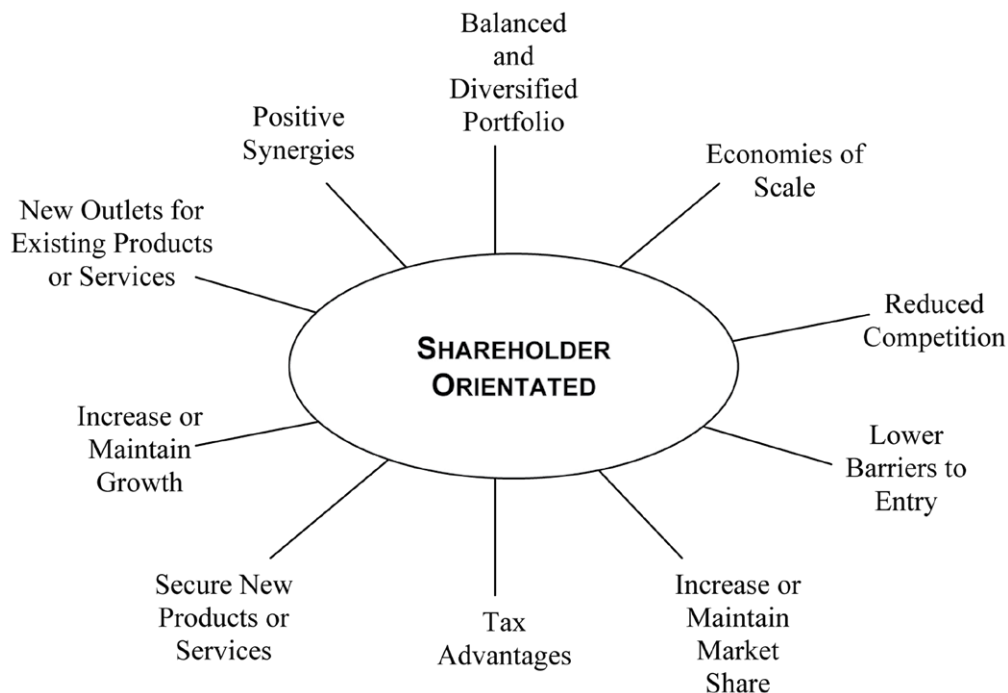 Balanced
and
Diversified
Portfolio
Positive
Synergies
Economies of
Scale
New Outlets for
Existing Products
or Services
Reduced
Competition
SHAREHOLDER
ORIENTATED
Increase or
Maintain
Growth
Lower
Barriers to
Entry
Secure New
Products or
Services
Tax
Advantages
Increase or
Maintain
Market
Share